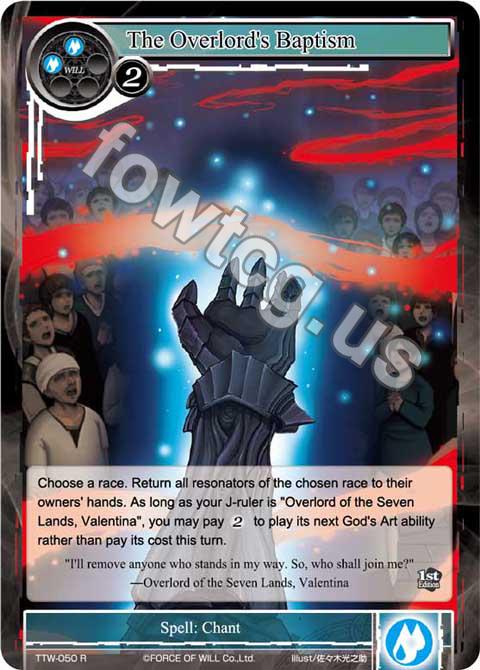 The Overlord's Baptism
WILL
2
fowtcg.us
Choose a race. Return all resonators of the chosen race to their
owners' hands. As long as your J-ruler is "Overlord of the Seven
Lands, Valentina", you may pay 2 to play its next God's Art ability
rather than pay its cost this turn.
"I'll remove anyone who stands in my way. So, who shall join me?"
—Overlord of the Seven Lands, Valentina
1st
Edition
Spell: Chant
TTW-050 R ©FORCE OF WILL Co.,Ltd. Illust/佐々木光之助